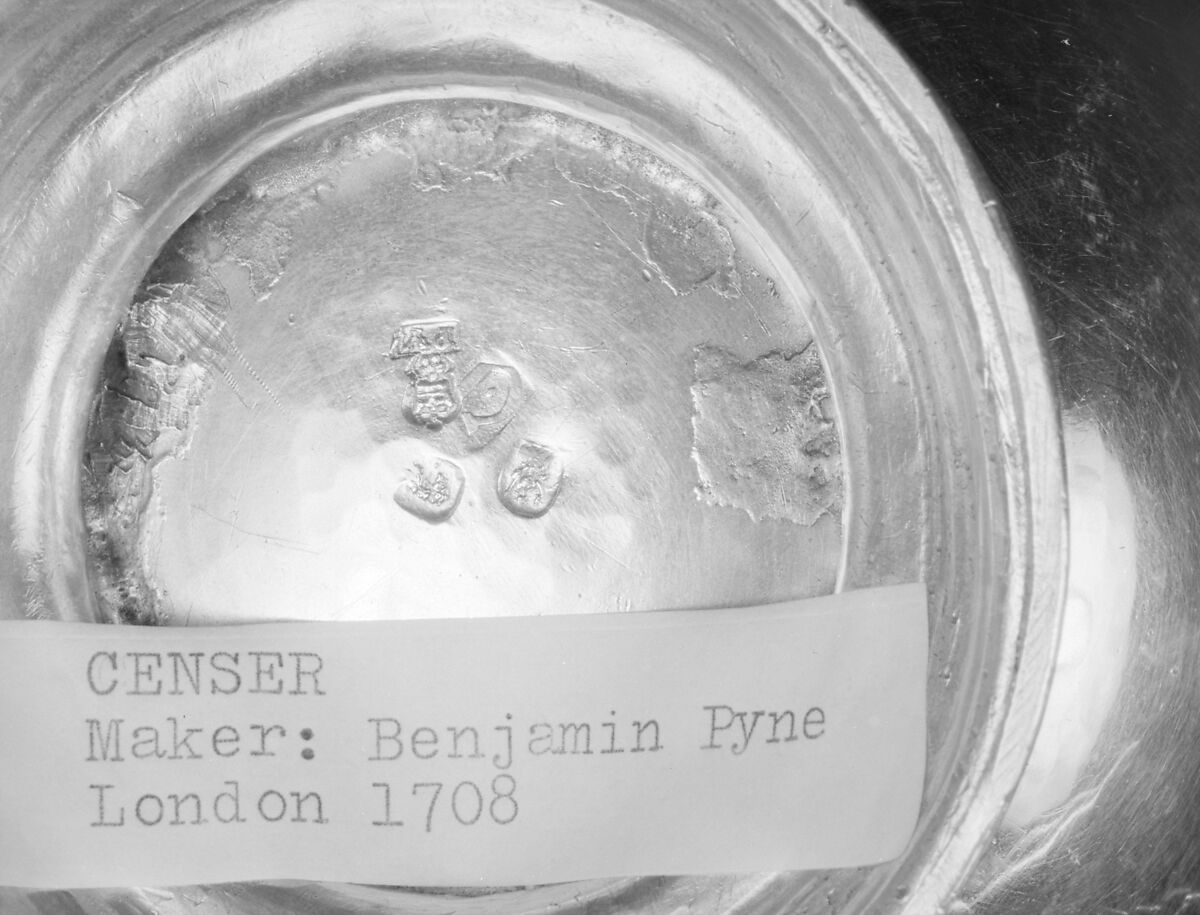 CENSER
Maker: Benjamin Pyne
London 1708